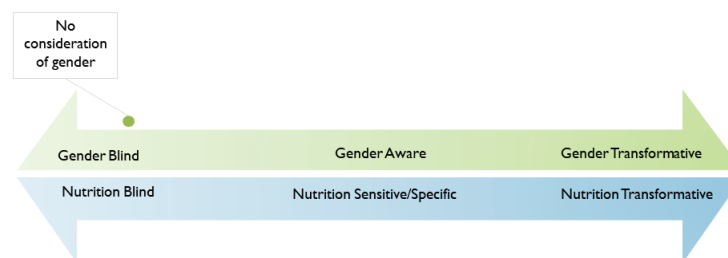 No
consideration
of gender
Gender Blind
Gender Aware
Gender Transformative
Nutrition Blind
Nutrition Sensitive/Specific
Nutrition Transformative